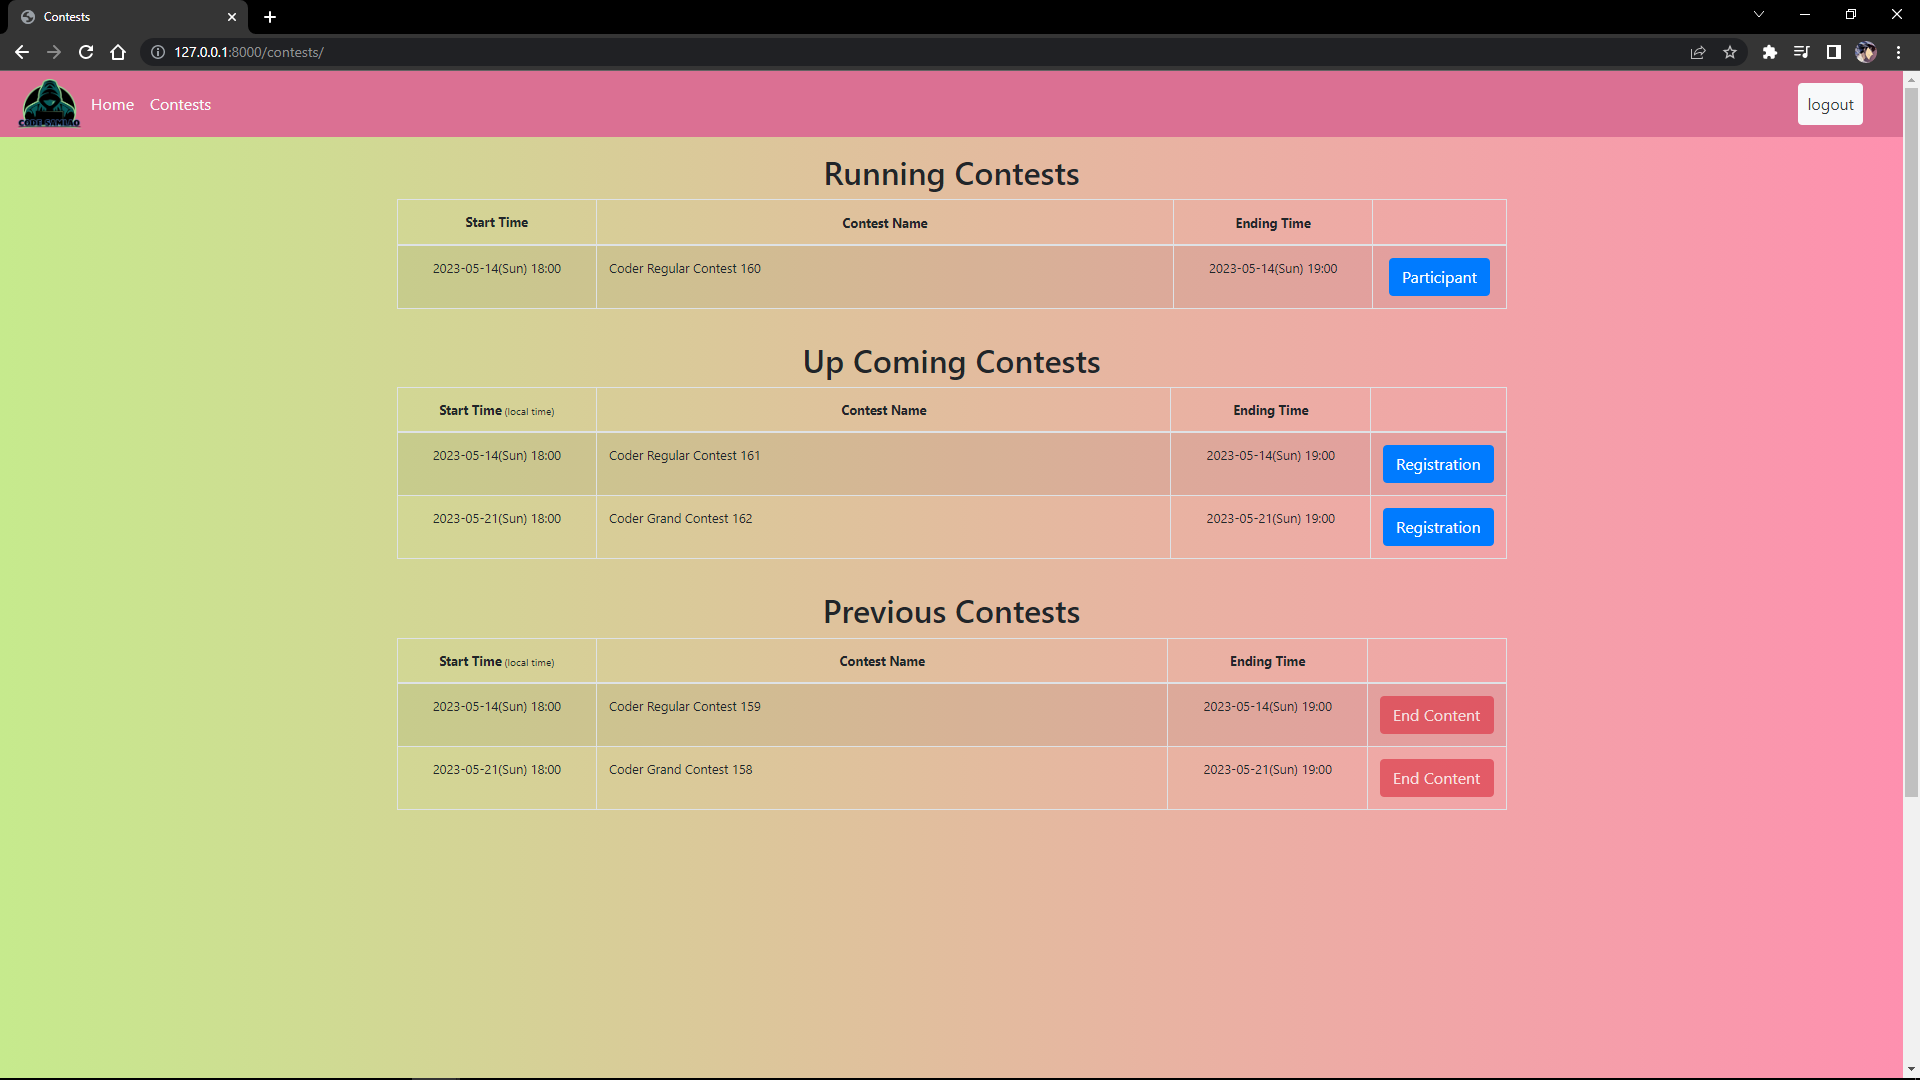 Contests
127.0.0.1:8000/contests/
Home Contests logout
Running Contests
Start Time Contest Name Ending Time
2023-05-14(Sun) 18:00 Coder Regular Contest 160 2023-05-14(Sun) 19:00 Participant
Up Coming Contests
Start Time (local time) Contest Name Ending Time
2023-05-14(Sun) 18:00 Coder Regular Contest 161 2023-05-14(Sun) 19:00 Registration
2023-05-21(Sun) 18:00 Coder Grand Contest 162 2023-05-21(Sun) 19:00 Registration
Previous Contests
Start Time (local time) Contest Name Ending Time
2023-05-14(Sun) 18:00 Coder Regular Contest 159 2023-05-14(Sun) 19:00 End Content
2023-05-21(Sun) 18:00 Coder Grand Contest 158 2023-05-21(Sun) 19:00 End Content